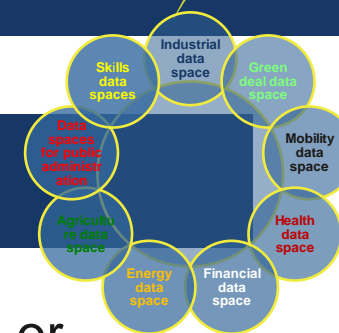 Industrial
data
space
Green
deal data
space
Mobility
data
space
Health
data
space
Financial
data
space
Energy
data
space
Agricultu
re data
space
Data
spaces
for public
administr
ation
Skills
data
spaces
or